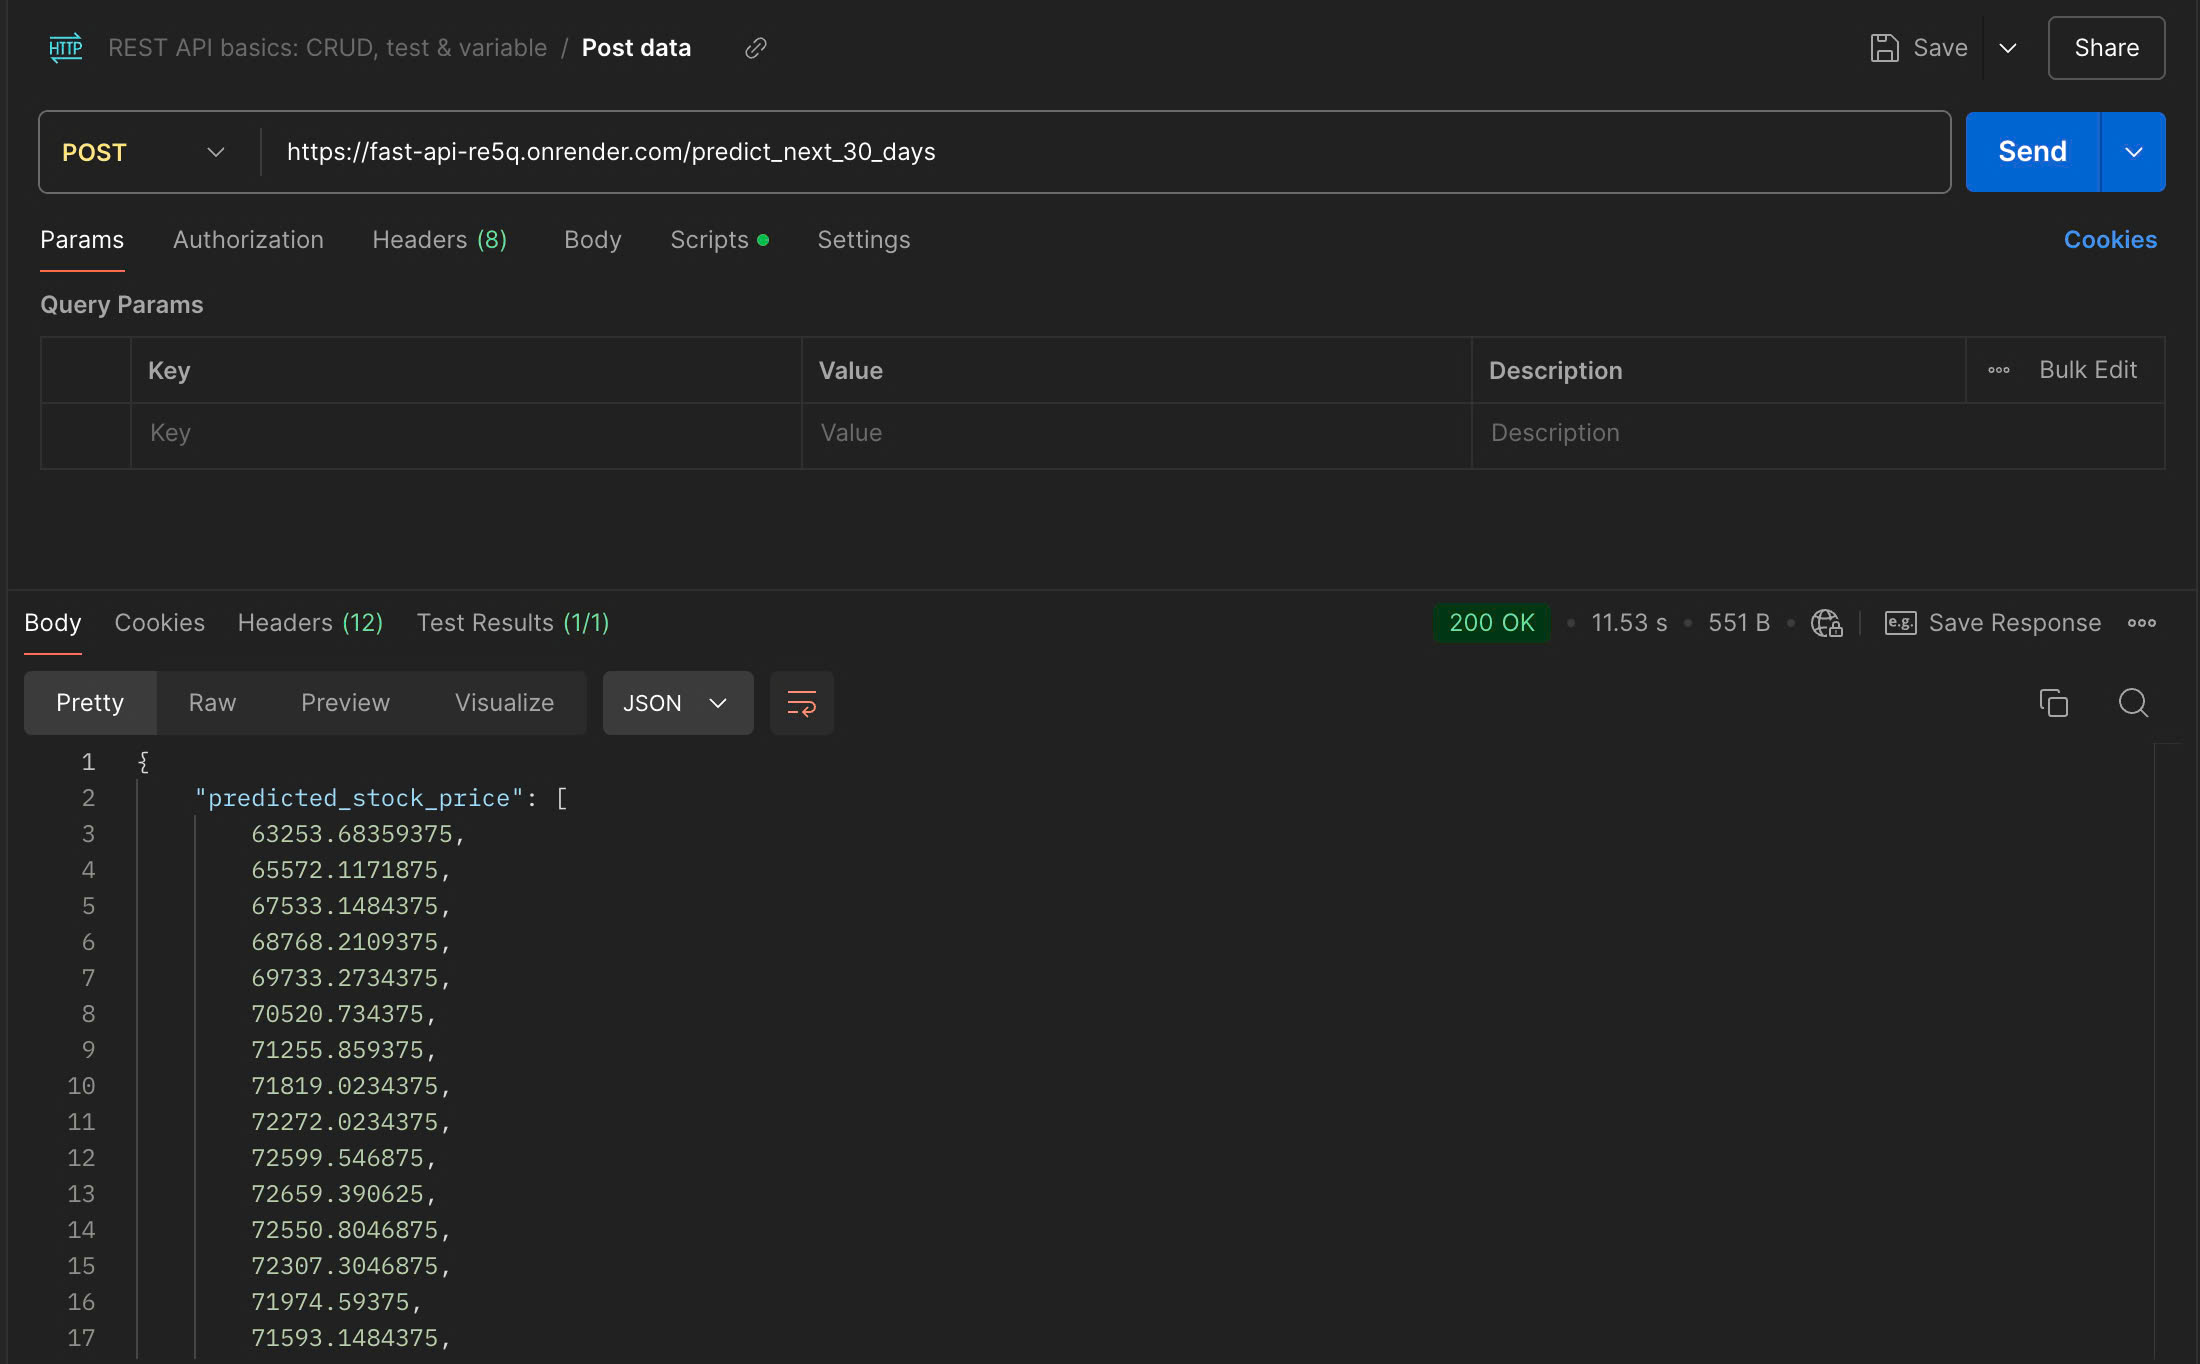 HTTP REST API basics: CRUD, test & variable / Post data Save Share
POST https://fast-api-re5q.onrender.com/predict_next_30_days Send
Params Authorization Headers (8) Body Scripts Settings Cookies
Query Params
Key Value Description Bulk Edit
Key Value Description
Body Cookies Headers (12) Test Results (1/1) 200 OK 11.53 s 551 B e.g. Save Response
Pretty Raw Preview Visualize JSON
1 {
2 "predicted_stock_price": [
3 63253.68359375,
4 65572.1171875,
5 67533.1484375,
6 68768.2109375,
7 69733.2734375,
8 70520.734375,
9 71255.859375,
10 71819.0234375,
11 72272.0234375,
12 72599.546875,
13 72659.390625,
14 72550.8046875,
15 72307.3046875,
16 71974.59375,
17 71593.1484375,